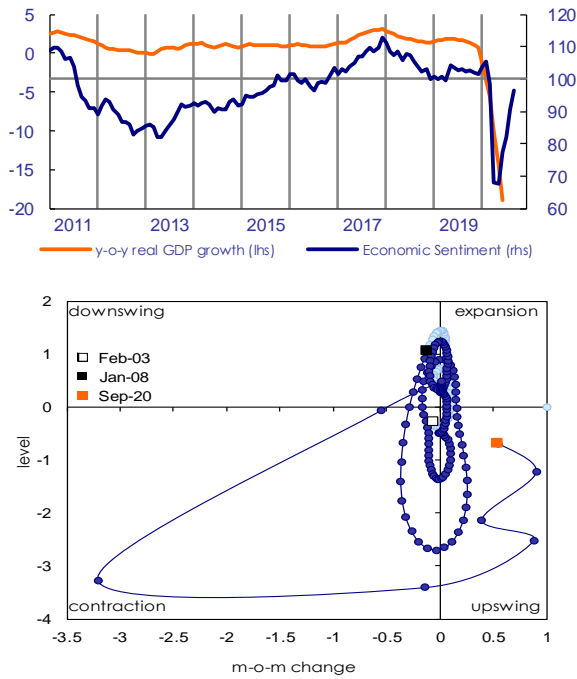 5 120
0 110
-5 100
-10 90
-15 80
-20 70
60
2011 2013 2015 2017 2019
y-o-y real GDP growth (lhs) Economic Sentiment (rhs)
2
downswing expansion
Feb-03
1
Jan-08
Sep-20
0
level
-1
-2
-3
contraction upswing
-4
-3.5 -3 -2.5 -2 -1.5 -1 -0.5 0 0.5 1
m-o-m change